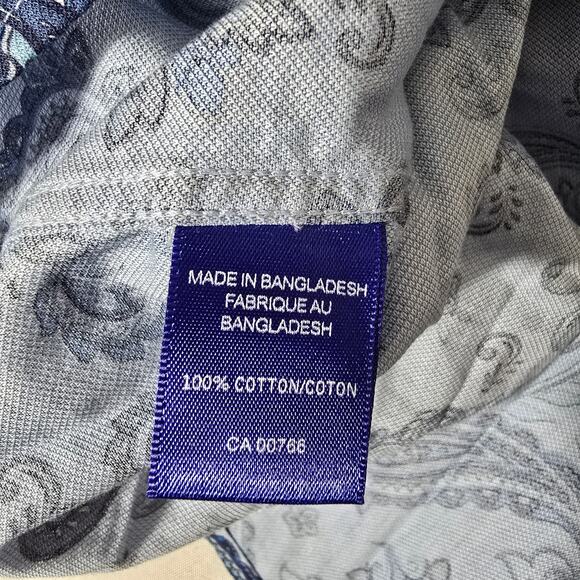 MADE IN BANGLADESH
FABRIQUE AU
BANGLADESH
100% COTTON/COTON
CA 00766